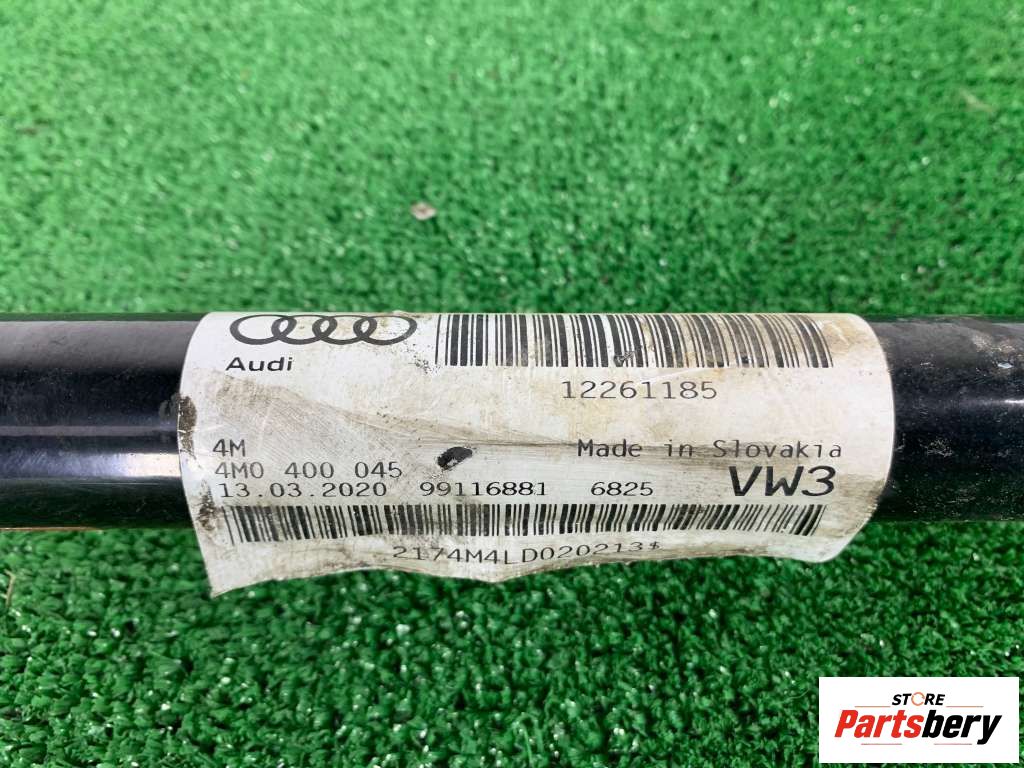 Audi
12261185
4M Made in Slovakia
4M0 400 045
13.03.2020 99116881 6825 VW3
2174M4LD020213$
STORE
Partsbery